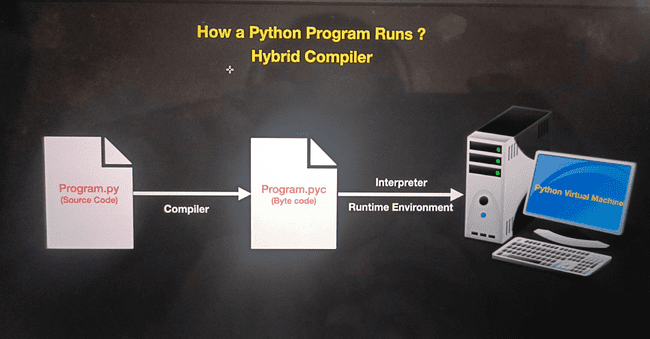 How a Python Program Runs ?
Hybrid Compiler
Program.py
(Source Code)
Compiler
Program.pyc
(Byte code)
Interpreter
Runtime Environment
Python Virtual Machine